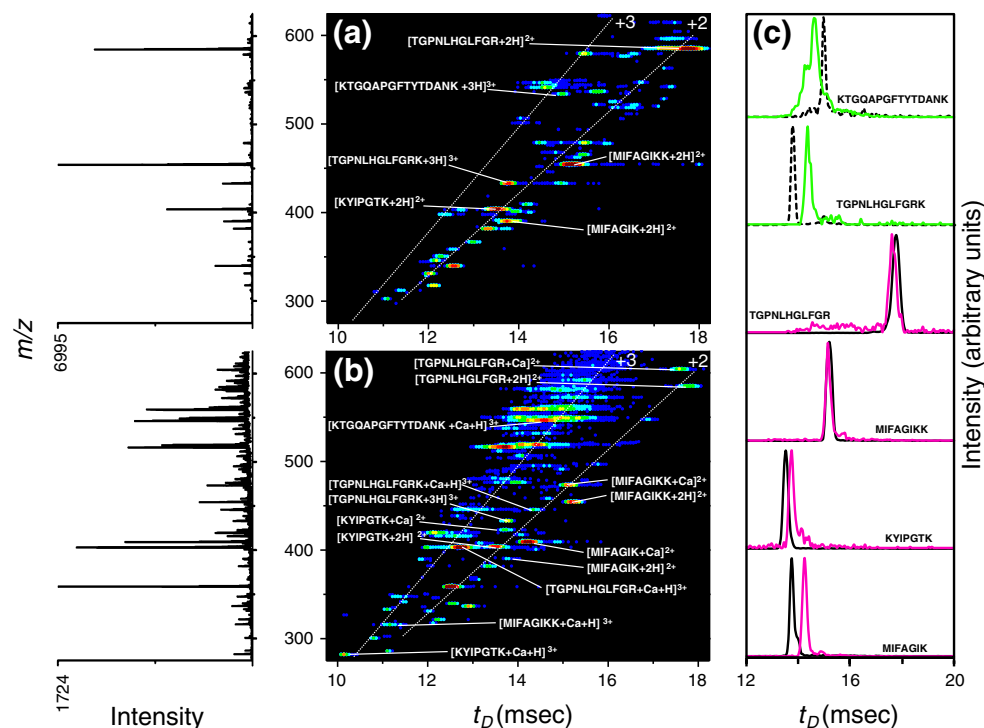 m/z
6995
1724
Intensity
(a)
+3
+2
600
500
400
300
[TGPNLHGLFGR+2H]2+
[KTGQAPGFTYTDANK +3H]3+
[TGPNLHGLFGRK+3H] 3+
[MIFAGIKK+2H]2+
[KYIPGTK+2H]2+
[MIFAGIK+2H] 2+
10 12 14 16 18
(b)
+3
+2
600
500
400
300
[TGPNLHGLFGR+Ca]2+
[TGPNLHGLFGR+2H]2+
[KTGQAPGFTYTDANK +Ca+H]3+
[TGPNLHGLFGRK+Ca+H]3+
[TGPNLHGLFGRK+3H]3+
[KYIPGTK+Ca] 2+
[KYIPGTK+2H] 2+
[MIFAGIKK+Ca]2+
[MIFAGIKK+2H]2+
[MIFAGIK+Ca]2+
[MIFAGIK+2H]2+
[TGPNLHGLFGR+Ca+H]3+
[MIFAGIKK+Ca+H] 3+
[KYIPGTK+Ca+H] 3+
10 12 14 16 18
tD (msec)
(c)
KTGQAPGFTYTDANK
TGPNLHGLFGRK
TGPNLHGLFGR
MIFAGIKK
KYIPGTK
MIFAGIK
12 14 16 18 20
tD (msec)
Intensity (arbitrary units)